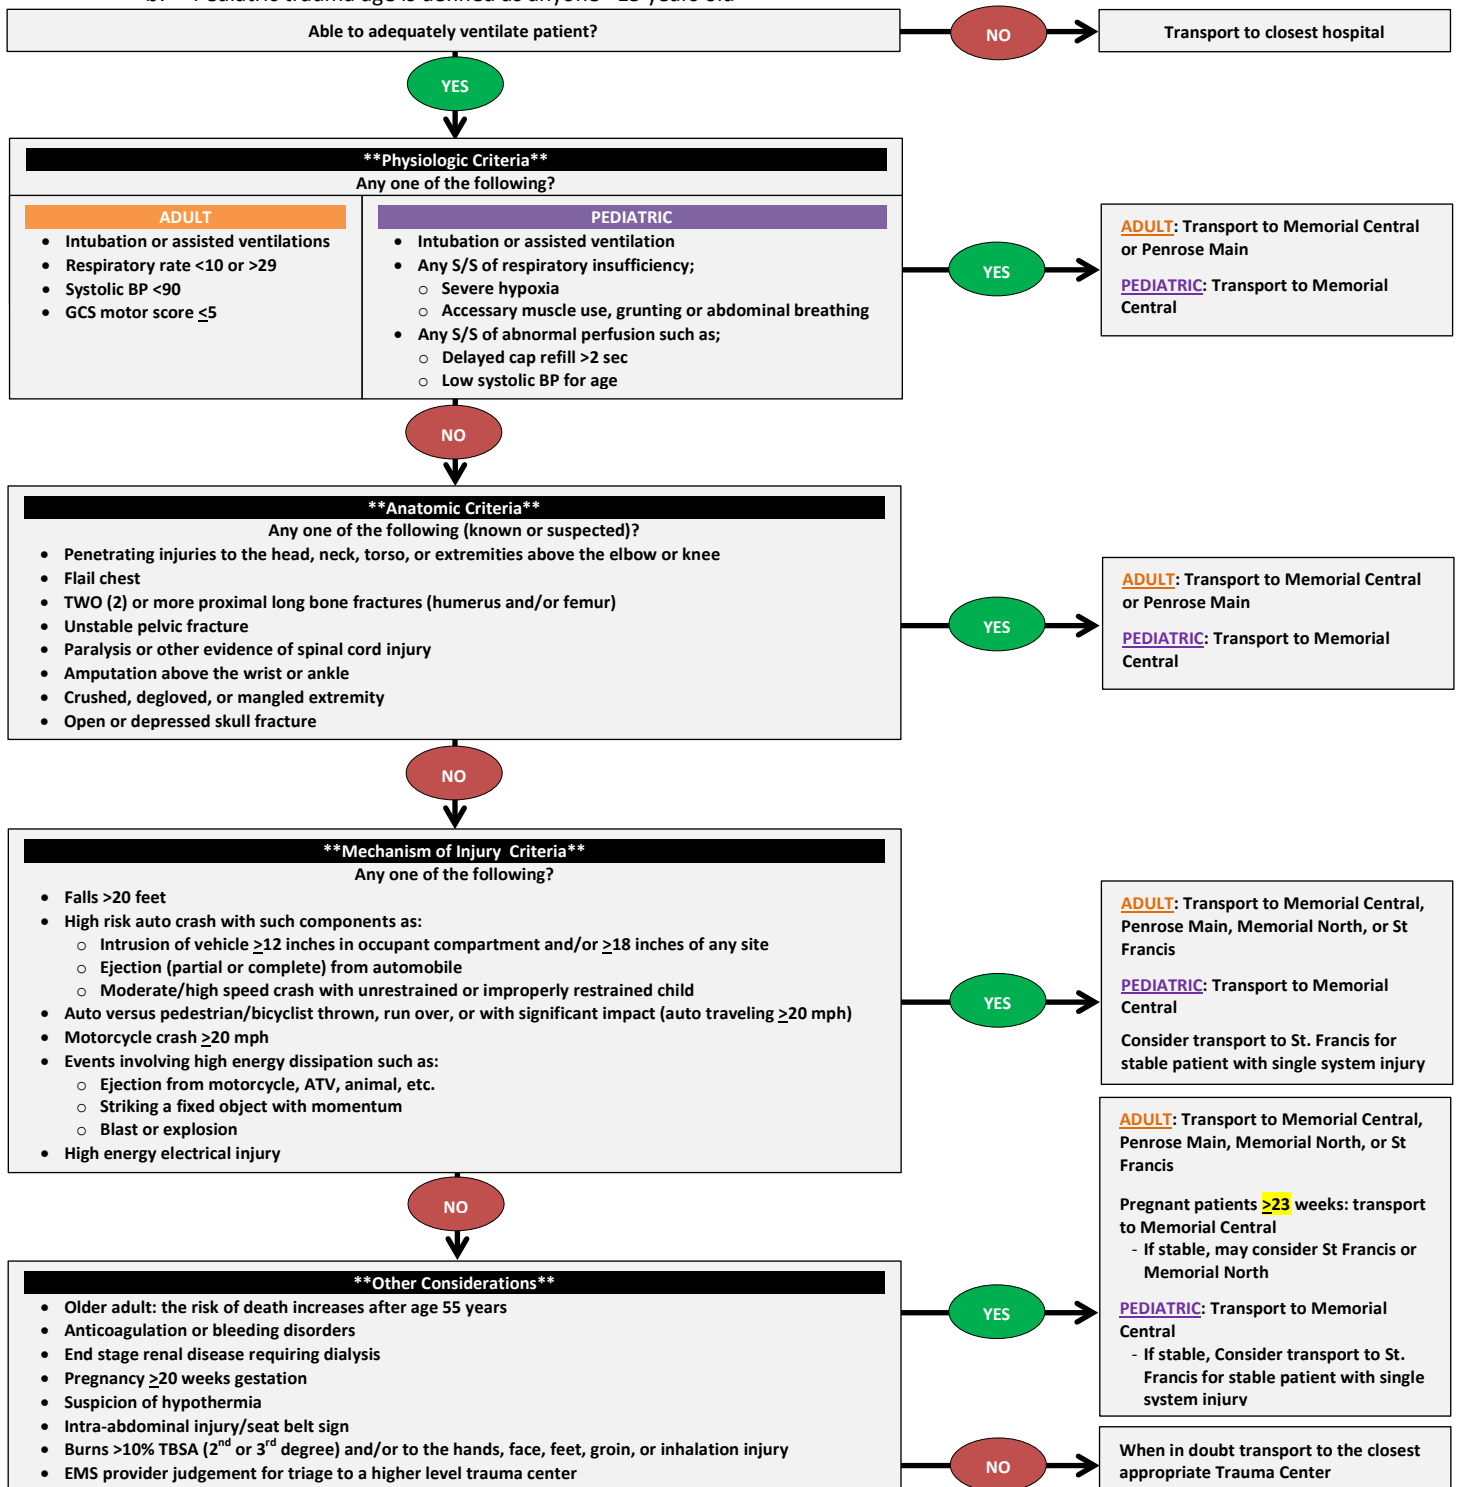 b. Pediatric trauma age is defined as anyone 15 years old
Able to adequately ventilate patient?
NO
Transport to closest hospital
YES
**Physiologic Criteria**
Any one of the following?
ADULT
• Intubation or assisted ventilations
• Respiratory rate <10 or >29
• Systolic BP <90
• GCS motor score ≤5
PEDIATRIC
• Intubation or assisted ventilation
• Any S/S of respiratory insufficiency;
o Severe hypoxia
o Accessary muscle use, grunting or abdominal breathing
• Any S/S of abnormal perfusion such as;
o Delayed cap refill >2 sec
o Low systolic BP for age
YES
ADULT: Transport to Memorial Central
or Penrose Main
PEDIATRIC: Transport to Memorial
Central
NO
**Anatomic Criteria**
Any one of the following (known or suspected)?
• Penetrating injuries to the head, neck, torso, or extremities above the elbow or knee
• Flail chest
• TWO (2) or more proximal long bone fractures (humerus and/or femur)
• Unstable pelvic fracture
• Paralysis or other evidence of spinal cord injury
• Amputation above the wrist or ankle
• Crushed, degloved, or mangled extremity
• Open or depressed skull fracture
YES
ADULT: Transport to Memorial Central
or Penrose Main
PEDIATRIC: Transport to Memorial
Central
NO
**Mechanism of Injury Criteria**
Any one of the following?
• Falls >20 feet
• High risk auto crash with such components as:
o Intrusion of vehicle ≥12 inches in occupant compartment and/or ≥18 inches of any site
o Ejection (partial or complete) from automobile
o Moderate/high speed crash with unrestrained or improperly restrained child
• Auto versus pedestrian/bicyclist thrown, run over, or with significant impact (auto traveling ≥20 mph)
• Motorcycle crash ≥20 mph
• Events involving high energy dissipation such as:
o Ejection from motorcycle, ATV, animal, etc.
o Striking a fixed object with momentum
o Blast or explosion
• High energy electrical injury
YES
ADULT: Transport to Memorial Central,
Penrose Main, Memorial North, or St
Francis
PEDIATRIC: Transport to Memorial
Central
Consider transport to St. Francis for
stable patient with single system injury
NO
**Other Considerations**
• Older adult: the risk of death increases after age 55 years
• Anticoagulation or bleeding disorders
• End stage renal disease requiring dialysis
• Pregnancy ≥20 weeks gestation
• Suspicion of hypothermia
• Intra-abdominal injury/seat belt sign
• Burns >10% TBSA (2nd or 3rd degree) and/or to the hands, face, feet, groin, or inhalation injury
• EMS provider judgement for triage to a higher level trauma center
YES
ADULT: Transport to Memorial Central,
Penrose Main, Memorial North, or St
Francis
Pregnant patients ≥23 weeks: transport
to Memorial Central
- If stable, may consider St Francis or
Memorial North
PEDIATRIC: Transport to Memorial
Central
- If stable, Consider transport to St.
Francis for stable patient with single
system injury
NO
When in doubt transport to the closest
appropriate Trauma Center